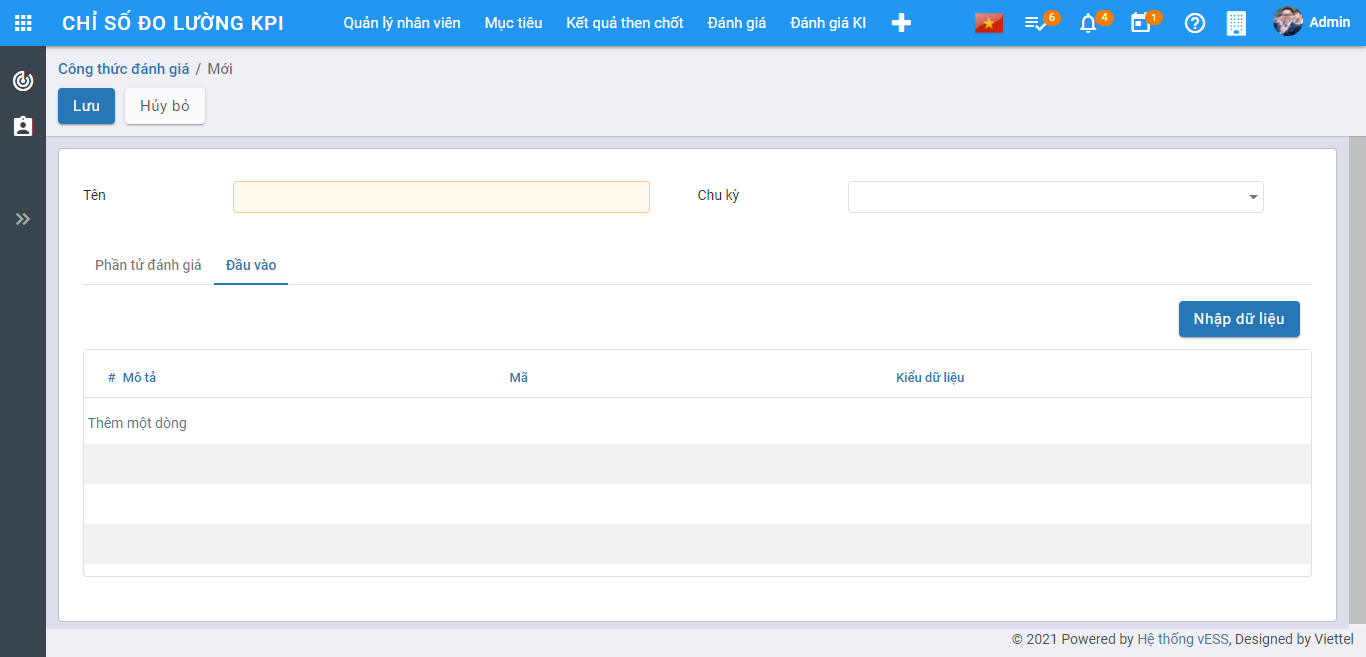 CHỈ SỐ ĐO LƯỜNG KPI Quản lý nhân viên Mục tiêu Kết quả then chốt Đánh giá Đánh giá KI 6 4 1 Admin
Công thức đánh giá / Mới
Lưu Hủy bỏ
Tên Chu kỳ
Phần tử đánh giá Đầu vào
Nhập dữ liệu
# Mô tả Mã Kiểu dữ liệu
Thêm một dòng
© 2021 Powered by Hệ thống vESS, Designed by Viettel